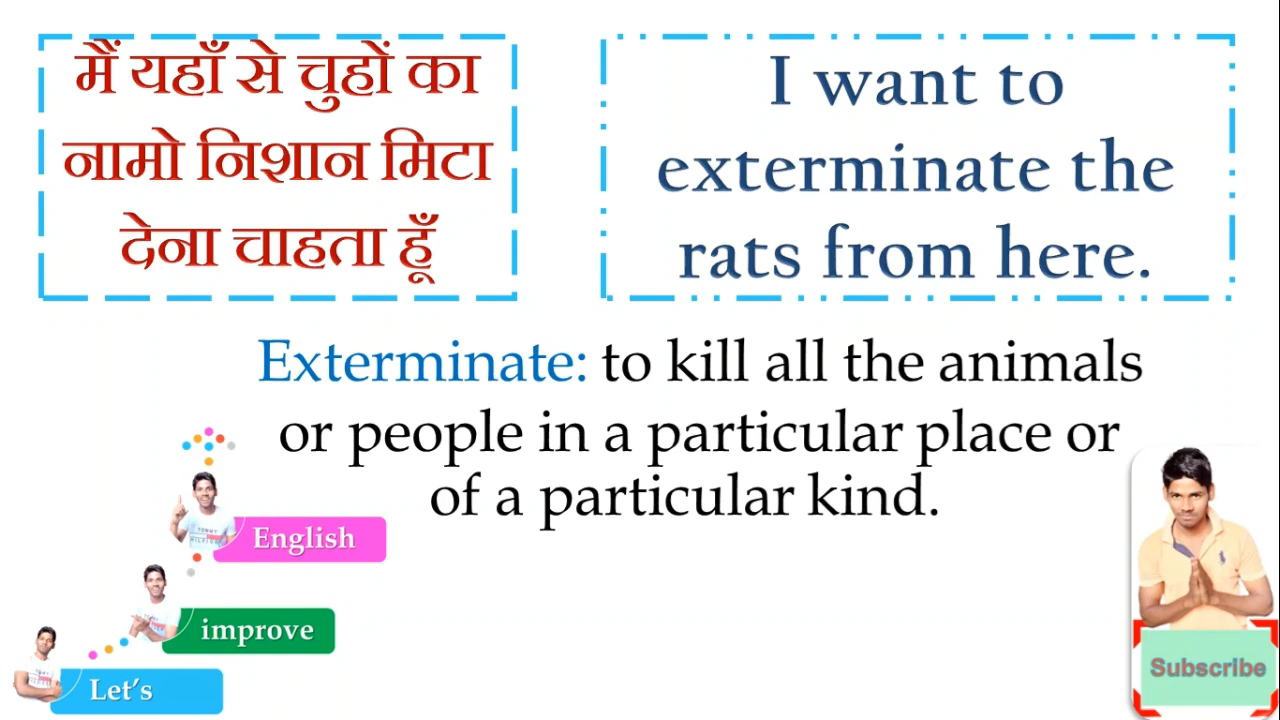 मैं यहाँ से चुहों का
नामो निशान मिटा
देना चाहता हूँ
I want to
exterminate the
rats from here.
Exterminate: to kill all the animals
or people in a particular place or
of a particular kind.
English
improve
Let's
Subscribe